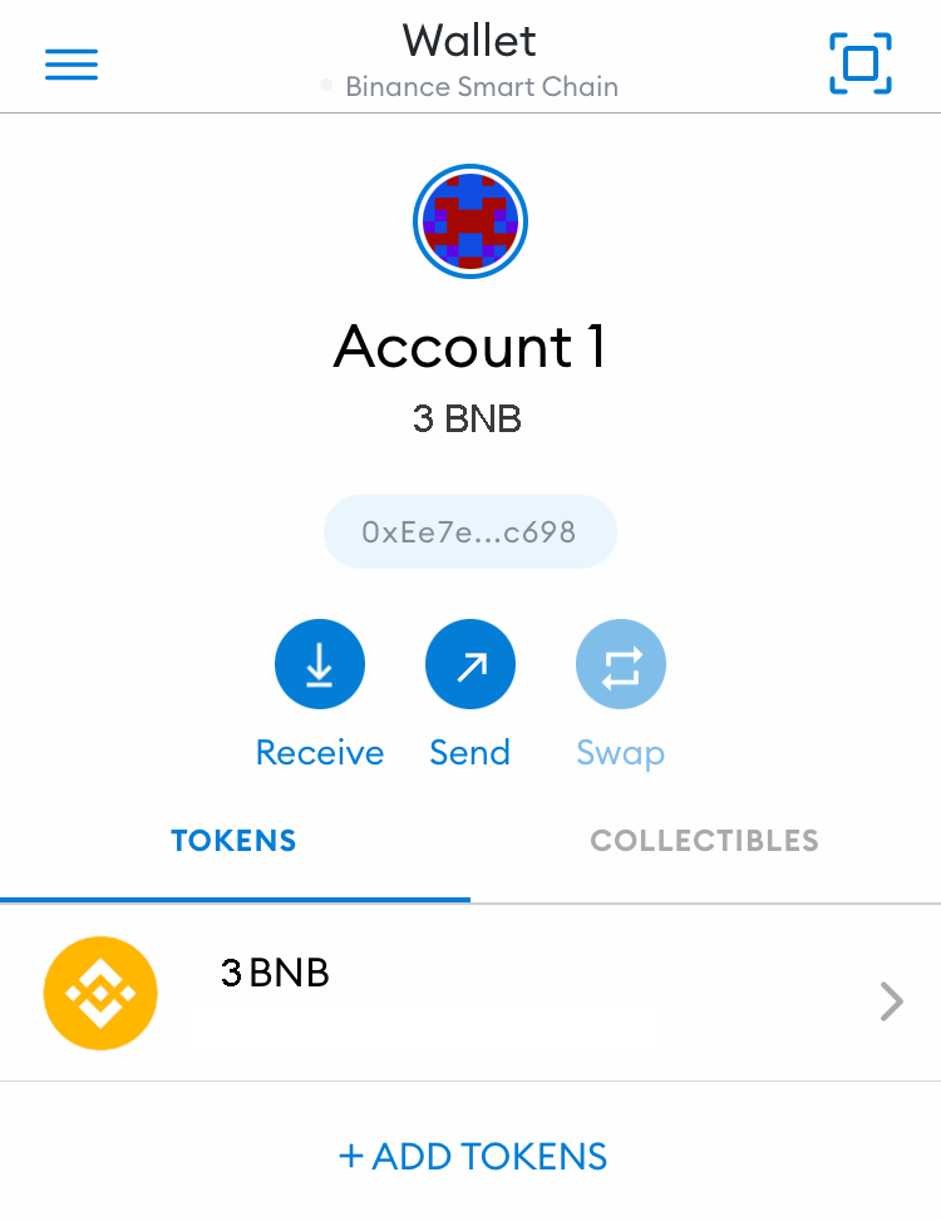 Wallet
Binance Smart Chain
Account 1
3 BNB
0xEe7e...c698
Receive Send Swap
TOKENS COLLECTIBLES
3 BNB
+ ADD TOKENS